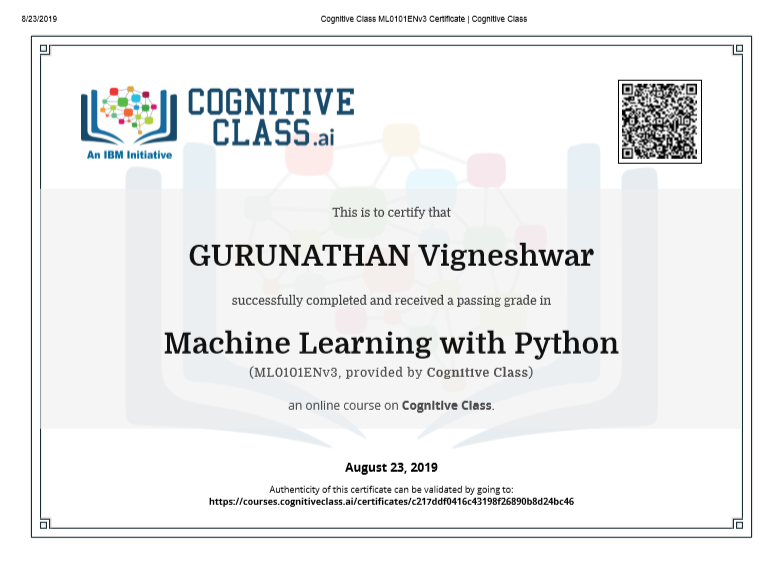 8/23/2019
Cognitive Class ML0101ENv3 Certificate | Cognitive Class
COGNITIVE
CLASS.ai
An IBM Initiative
This is to certify that
GURUNATHAN Vigneshwar
successfully completed and received a passing grade in
Machine Learning with Python
(ML0101ENv3, provided by Cognitive Class)
an online course on Cognitive Class.
August 23, 2019
Authenticity of this certificate can be validated by going to:
https://courses.cognitiveclass.ai/certificates/c217ddf0416c43198f26890b8d24bc46